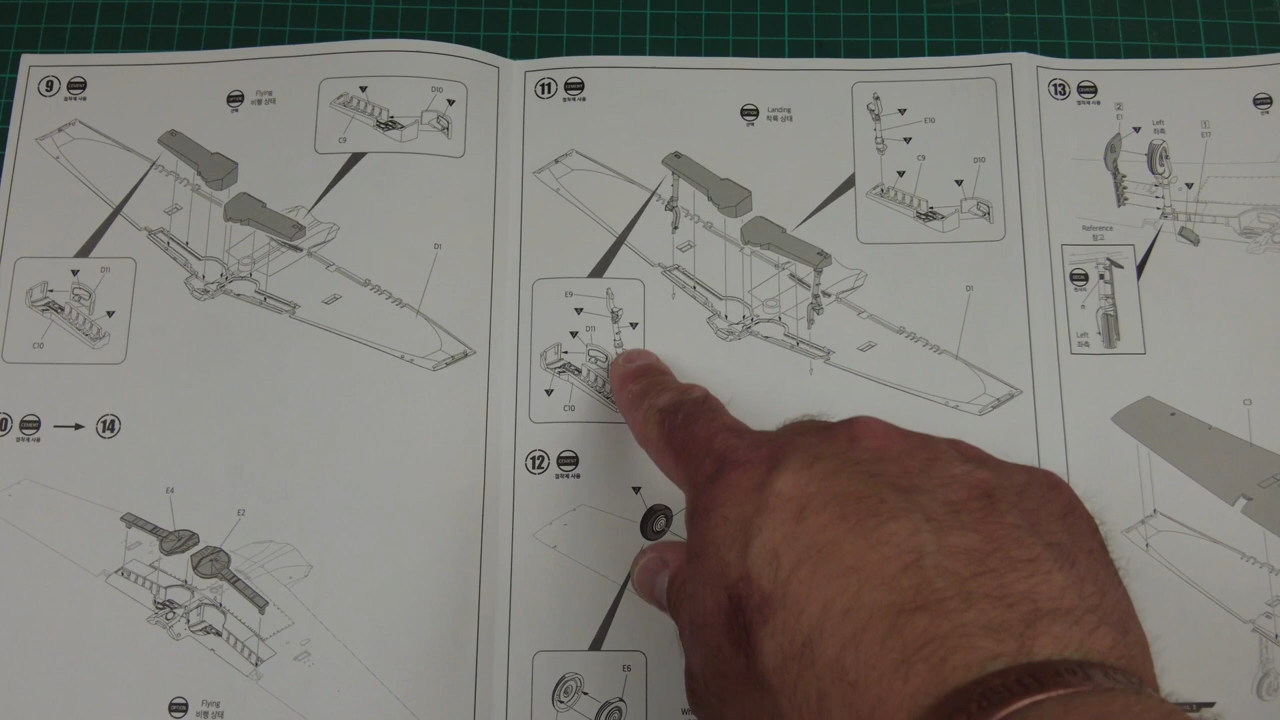 9
CEMENT
접착제 사용
OPTION
선택
Flying
비행 상태
D10
C9
D11
C10
D1
0
CEMENT
접착제 사용
14
E4
E2
OPTION
Flying
비행 상태
11
CEMENT
접착제 사용
OPTION
선택
Landing
착륙 상태
E10
C9
D10
E9
D11
C10
D1
12
CEMENT
접착제 사용
E6
13
CEMENT
접착제 사용
OPTION
2
E1
Left
좌측
1
E17
Reference
참고
DECAL
Left
좌측
C3